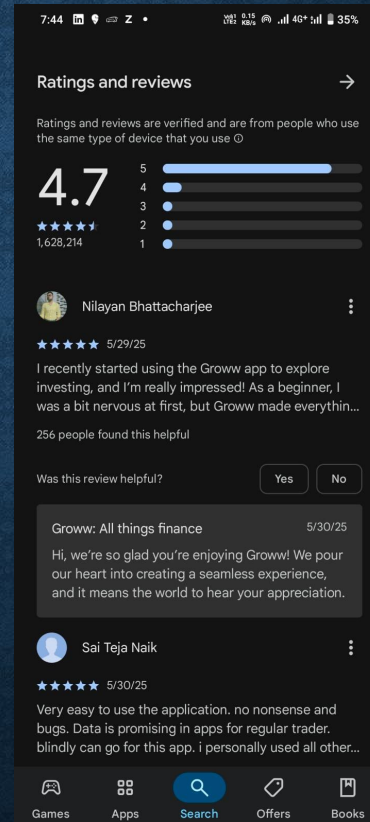 7:44 Z VoWiFi LTE2 0.15 KB/s 4G+ 35%
Ratings and reviews
Ratings and reviews are verified and are from people who use
the same type of device that you use
4.7
5
4
3
2
1
1,628,214
Nilayan Bhattacharjee
5/29/25
I recently started using the Groww app to explore
investing, and I'm really impressed! As a beginner, I
was a bit nervous at first, but Groww made everythin...
256 people found this helpful
Was this review helpful?
Yes No
Groww: All things finance 5/30/25
Hi, we're so glad you're enjoying Groww! We pour
our heart into creating a seamless experience,
and it means the world to hear your appreciation.
Sai Teja Naik
5/30/25
Very easy to use the application. no nonsense and
bugs. Data is promising in apps for regular trader.
blindly can go for this app. i personally used all other...
Games Apps Search Offers Books